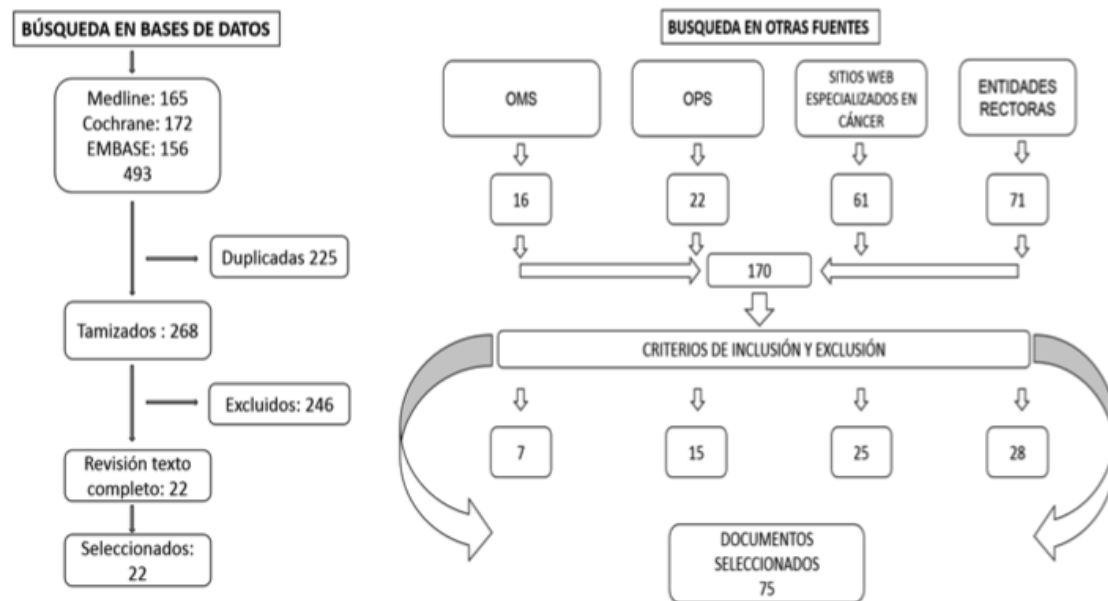 BÚSQUEDA EN BASES DE DATOS
Medline: 165
Cochrane: 172
EMBASE: 156
493
Duplicadas 225
Tamizados : 268
Excluidos: 246
Revisión texto
completo: 22
Seleccionados:
22
BUSQUEDA EN OTRAS FUENTES
OMS
OPS
SITIOS WEB
ESPECIALIZADOS EN
CÁNCER
ENTIDADES
RECTORAS
16
22
61
71
170
CRITERIOS DE INCLUSIÓN Y EXCLUSIÓN
7
15
25
28
DOCUMENTOS
SELECCIONADOS
75